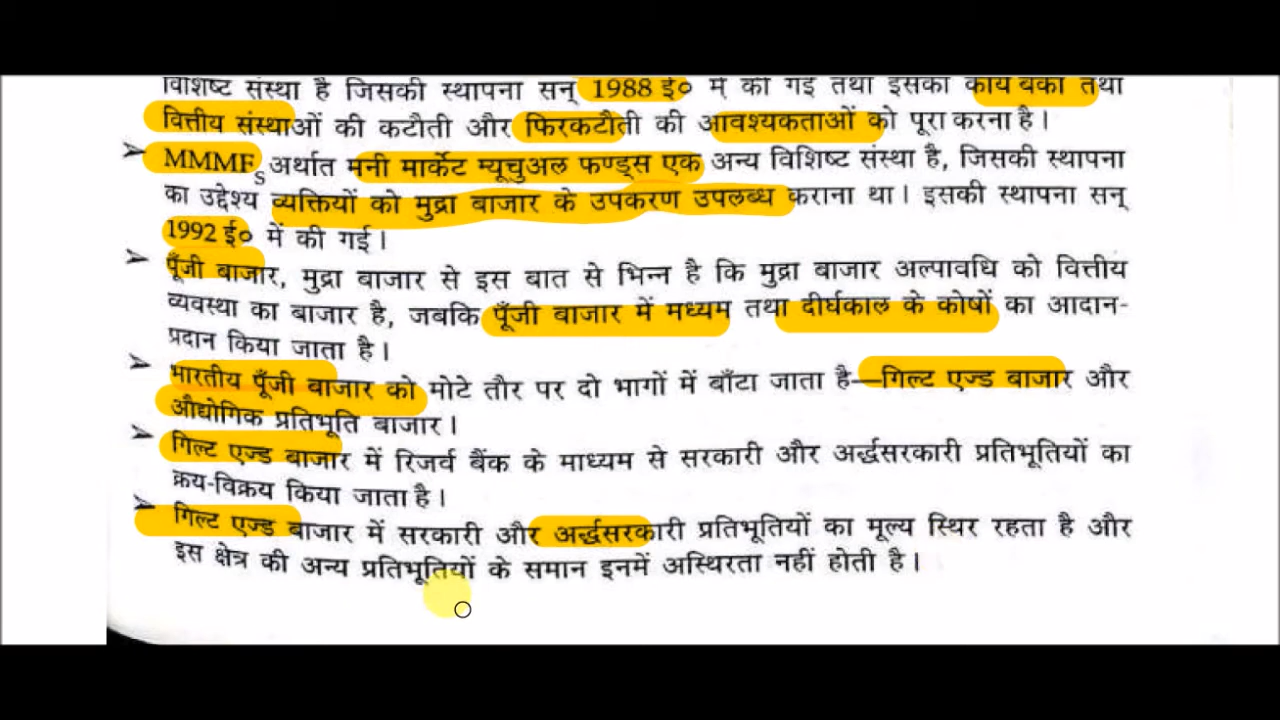 विशिष्ट संस्था है जिसकी स्थापना सन् 1988 ई० में की गई तथा इसका कार्य बैंकों तथा
वित्तीय संस्थाओं की कटौती और फिरकटौती की आवश्यकताओं को पूरा करना है।
➢ MMMFs अर्थात मनी मार्केट म्यूचुअल फण्ड्स एक अन्य विशिष्ट संस्था है, जिसकी स्थापना
का उद्देश्य व्यक्तियों को मुद्रा बाजार के उपकरण उपलब्ध कराना था। इसकी स्थापना सन्
1992 ई० में की गई।
➢ पूँजी बाजार, मुद्रा बाजार से इस बात से भिन्न है कि मुद्रा बाजार अल्पावधि को वित्तीय
व्यवस्था का बाजार है, जबकि पूँजी बाजार में मध्यम तथा दीर्घकाल के कोषों का आदान-
प्रदान किया जाता है।
➢ भारतीय पूँजी बाजार को मोटे तौर पर दो भागों में बाँटा जाता है—गिल्ट एज्ड बाजार और
औद्योगिक प्रतिभूति बाजार।
➢ गिल्ट एज्ड बाजार में रिजर्व बैंक के माध्यम से सरकारी और अर्द्धसरकारी प्रतिभूतियों का
क्रय-विक्रय किया जाता है।
➢ गिल्ट एज्ड बाजार में सरकारी और अर्द्धसरकारी प्रतिभूतियों का मूल्य स्थिर रहता है और
इस क्षेत्र की अन्य प्रतिभूतियों के समान इनमें अस्थिरता नहीं होती है।